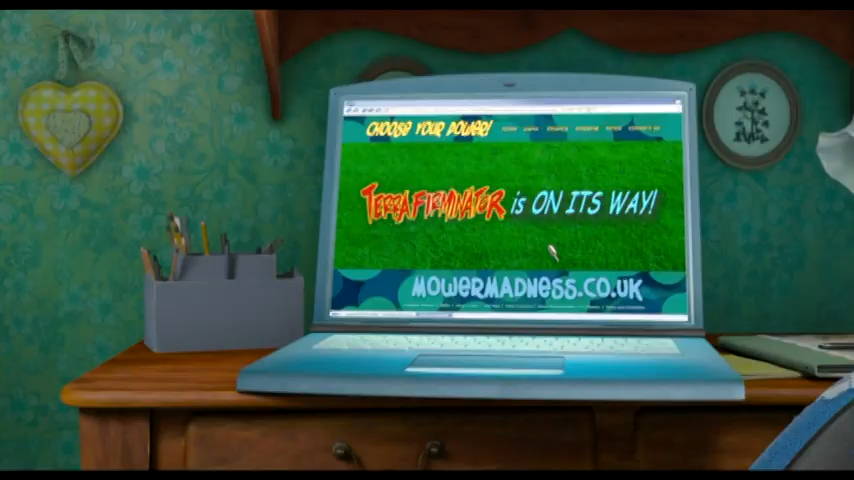 CHOOSE YOUR POWER!
TERRAFIRMINATOR is ON ITS WAY!
MOWERMADNESS.CO.UK